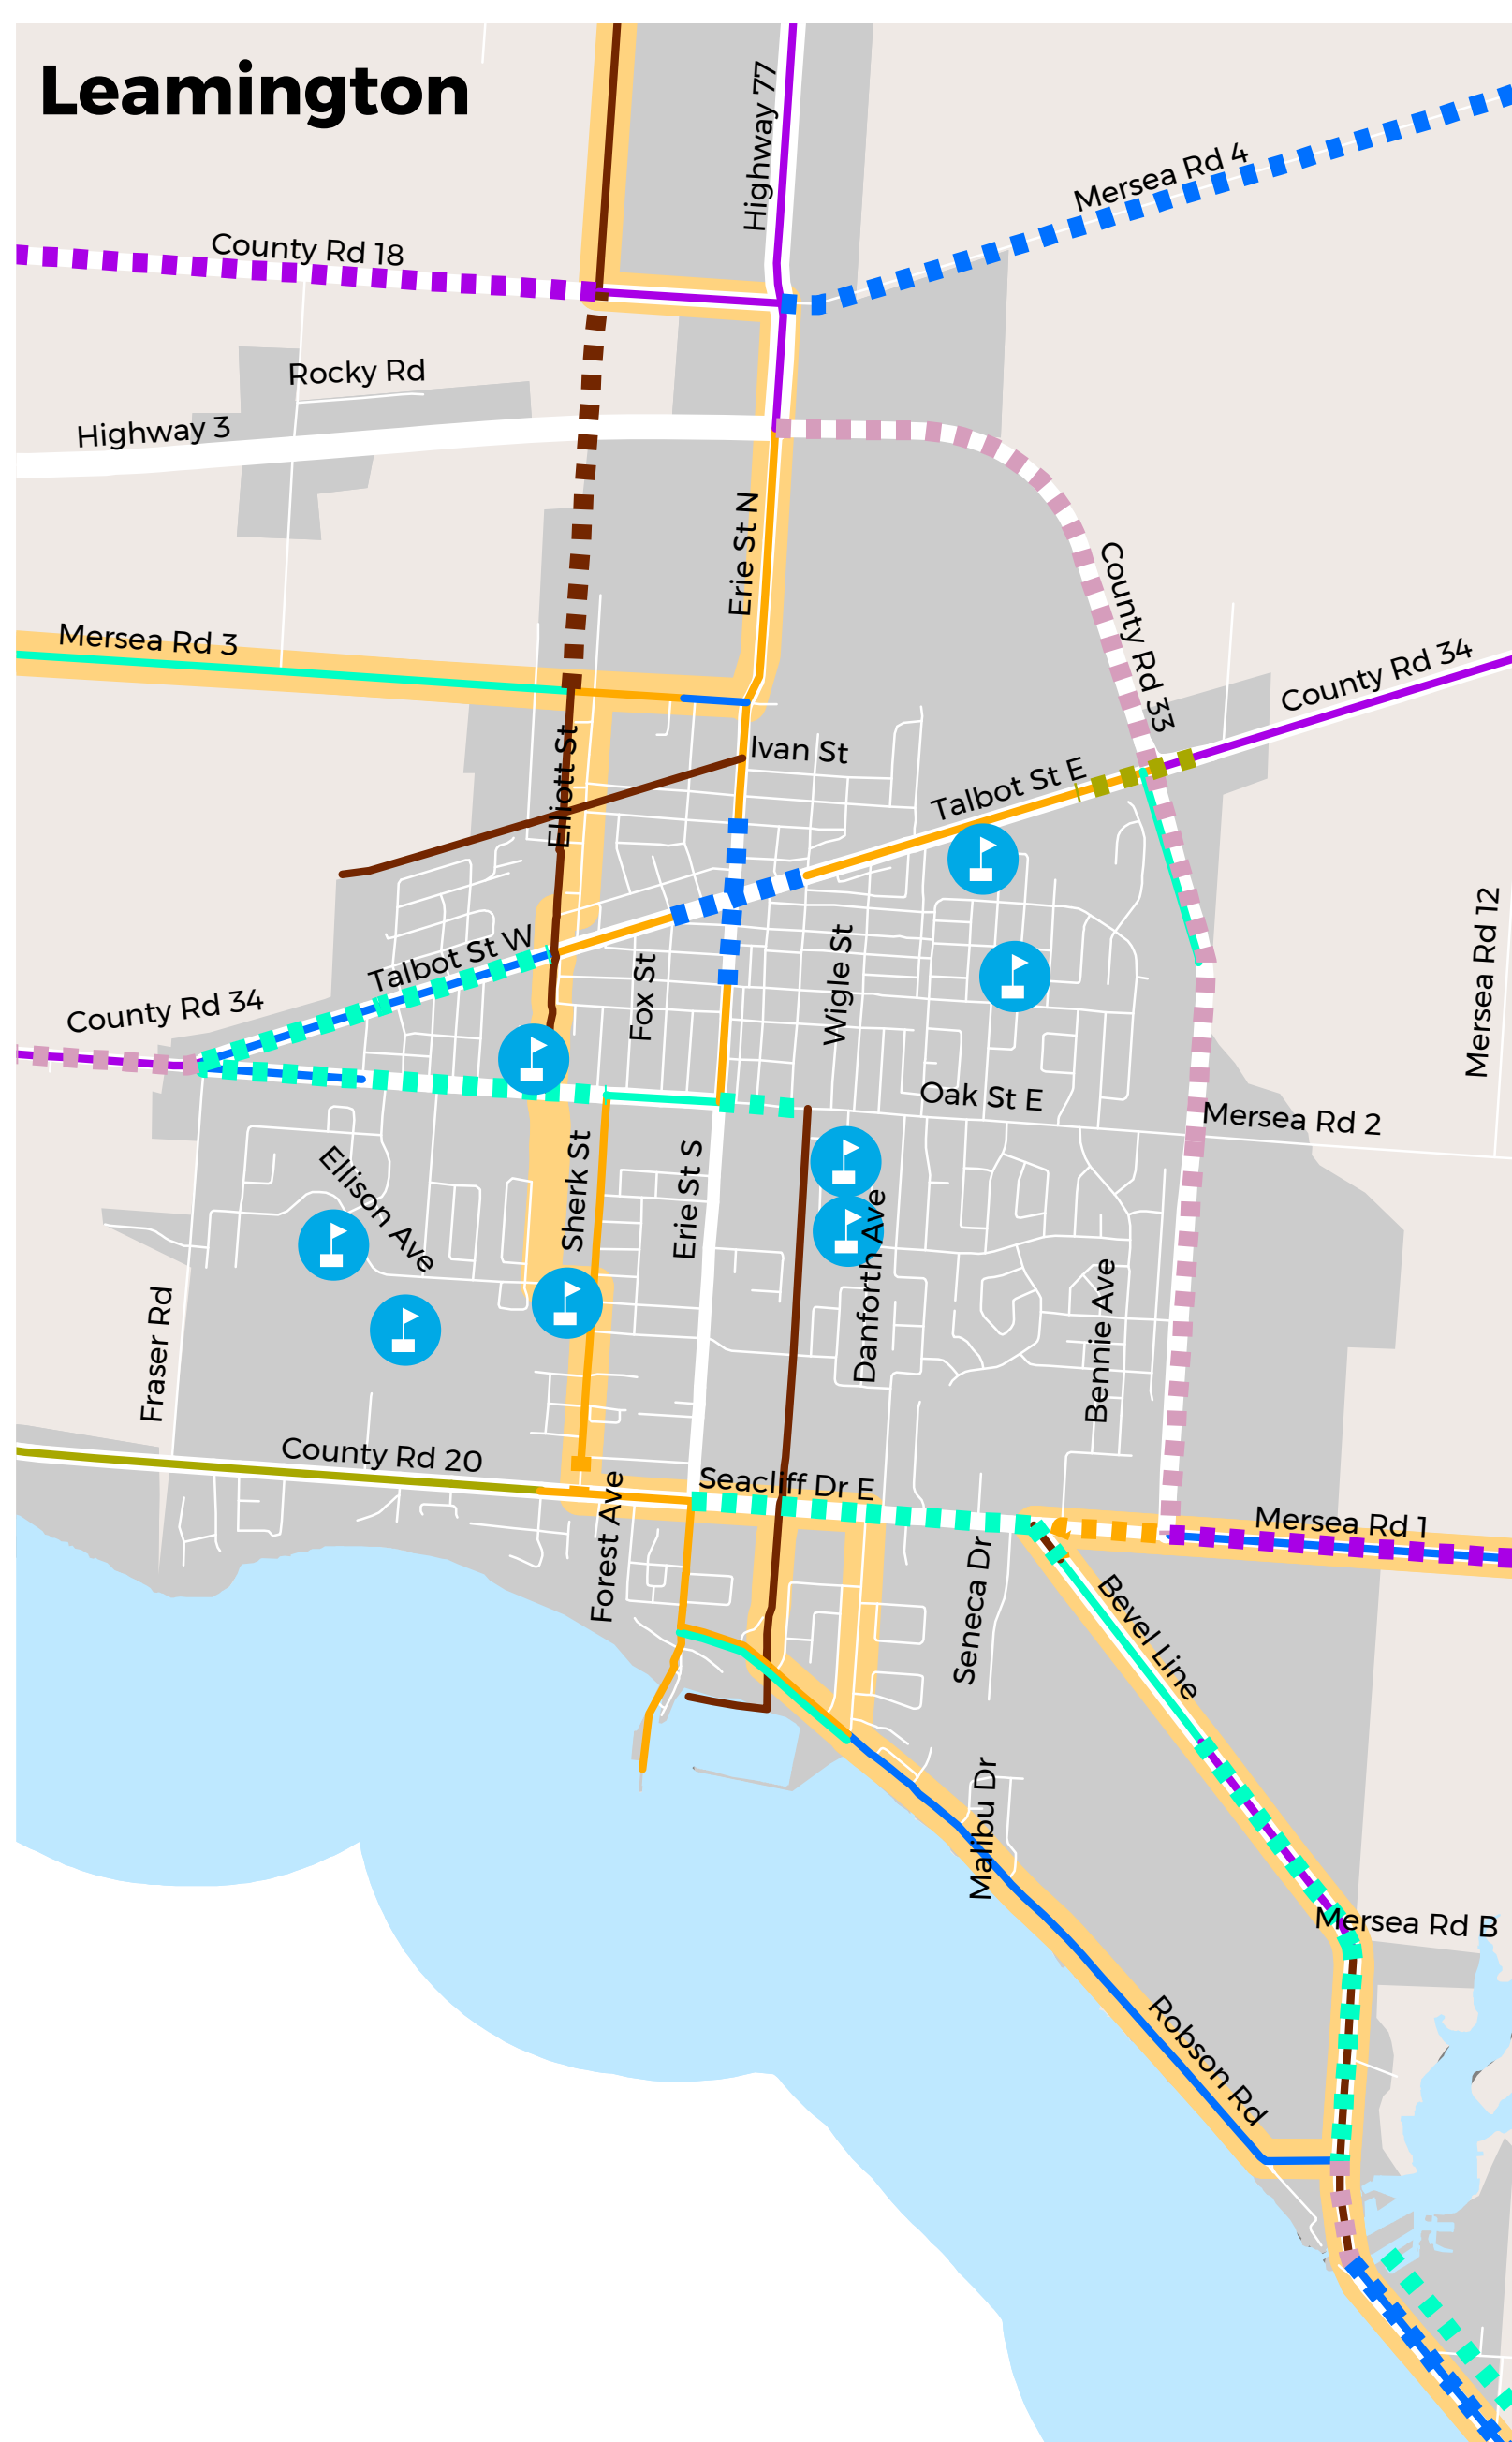 Leamington
Highway 77
Mersea Rd 4
County Rd 18
Rocky Rd
Highway 3
Erie St N
County Rd 33
Mersea Rd 3
County Rd 34
Elliott St
Ivan St
Talbot St E
Mersea Rd 12
Talbot St W
Fox St
Wigle St
County Rd 34
Oak St E
Mersea Rd 2
Ellison Ave
Sherk St
Erie St S
Danforth Ave
Bennie Ave
Fraser Rd
County Rd 20
Seacliff Dr E
Forest Ave
Mersea Rd 1
Seneca Dr
Bevel Line
Malibu Dr
Mersea Rd B
Robson Rd